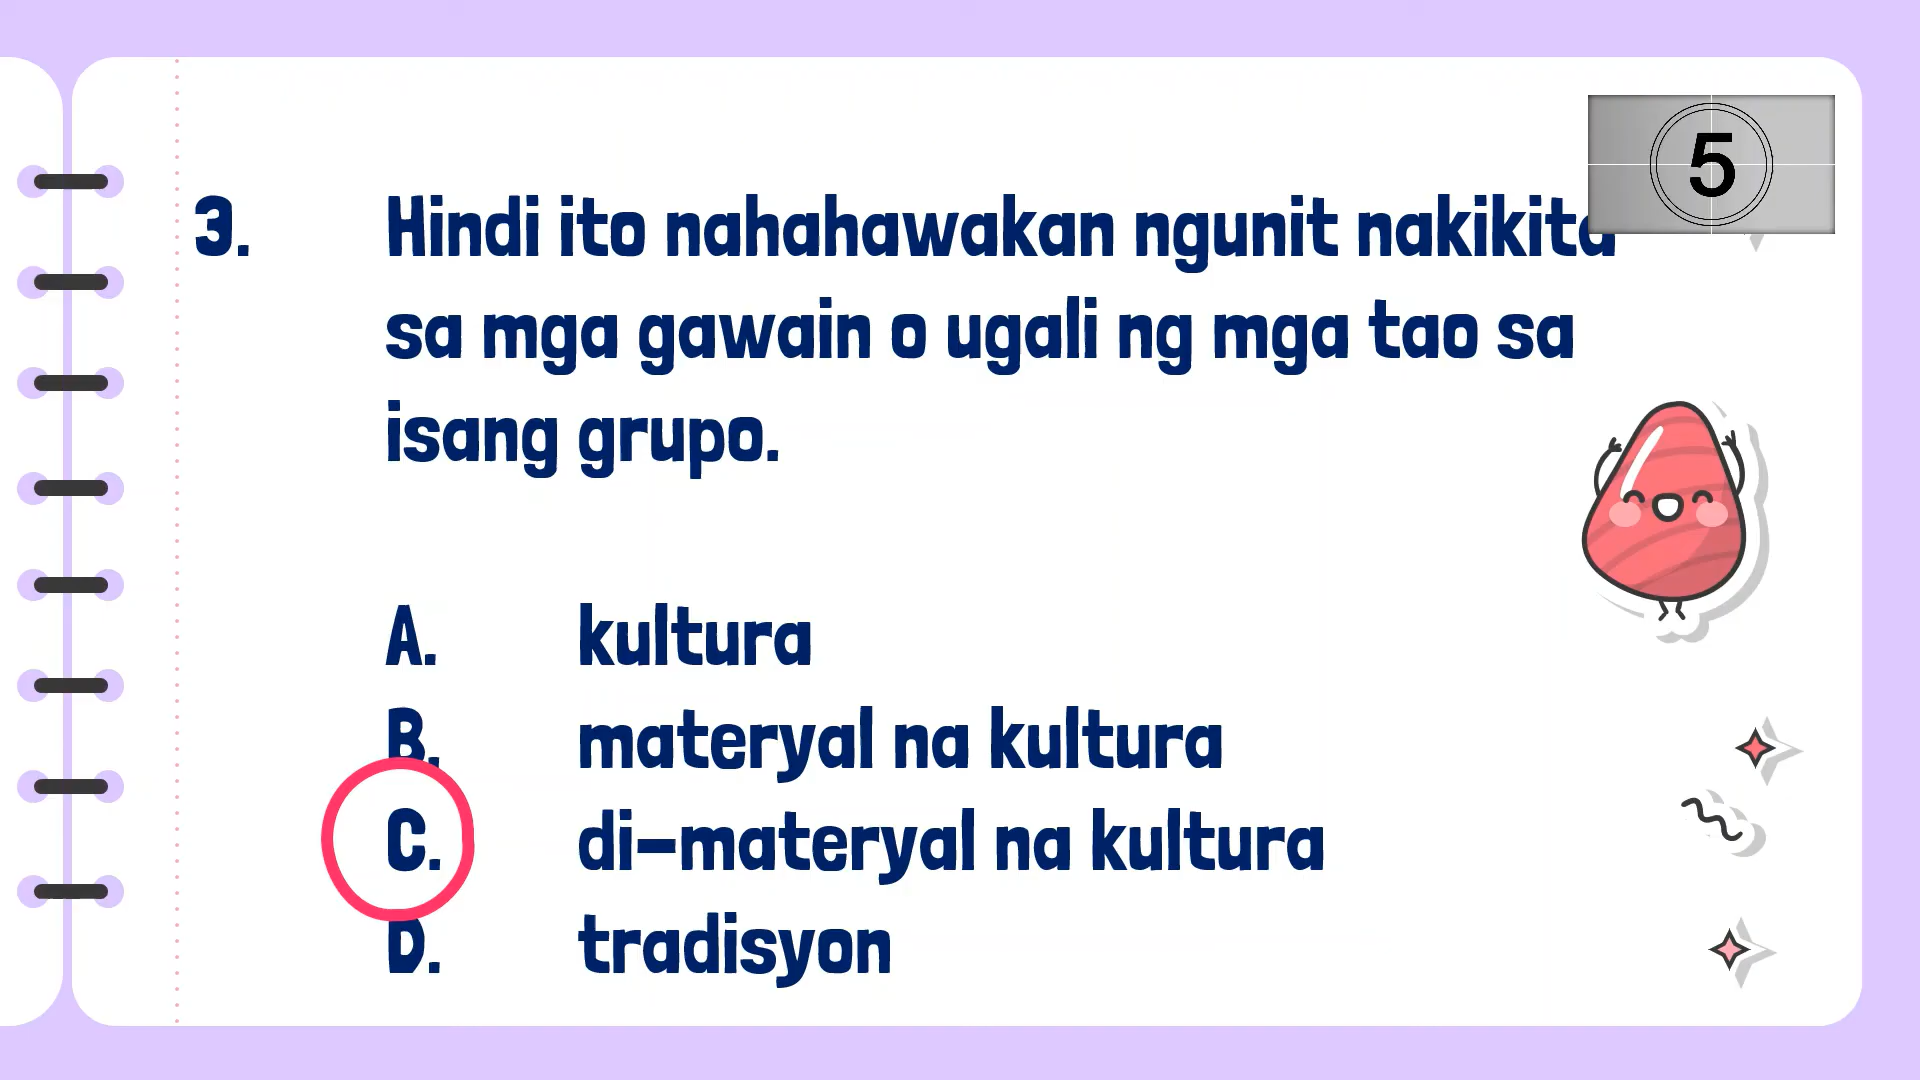 5
3. Hindi ito nahahawakan ngunit nakikita
sa mga gawain o ugali ng mga tao sa
isang grupo.
A. kultura
B. materyal na kultura
C. di-materyal na kultura
D. tradisyon